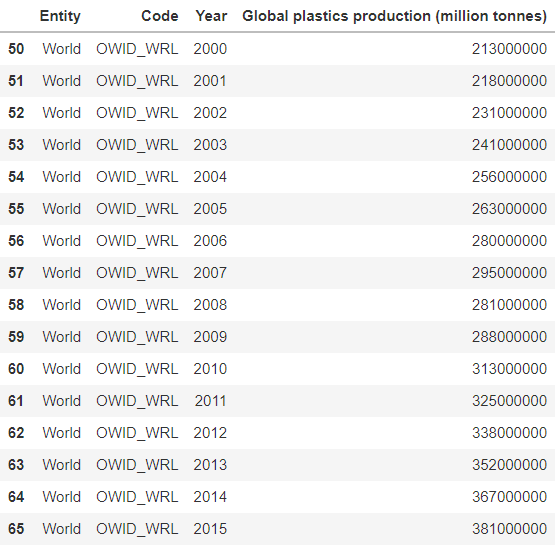 Entity Code Year Global plastics production (million tonnes)
50 World OWID_WRL 2000 213000000
51 World OWID_WRL 2001 218000000
52 World OWID_WRL 2002 231000000
53 World OWID_WRL 2003 241000000
54 World OWID_WRL 2004 256000000
55 World OWID_WRL 2005 263000000
56 World OWID_WRL 2006 280000000
57 World OWID_WRL 2007 295000000
58 World OWID_WRL 2008 281000000
59 World OWID_WRL 2009 288000000
60 World OWID_WRL 2010 313000000
61 World OWID_WRL 2011 325000000
62 World OWID_WRL 2012 338000000
63 World OWID_WRL 2013 352000000
64 World OWID_WRL 2014 367000000
65 World OWID_WRL 2015 381000000